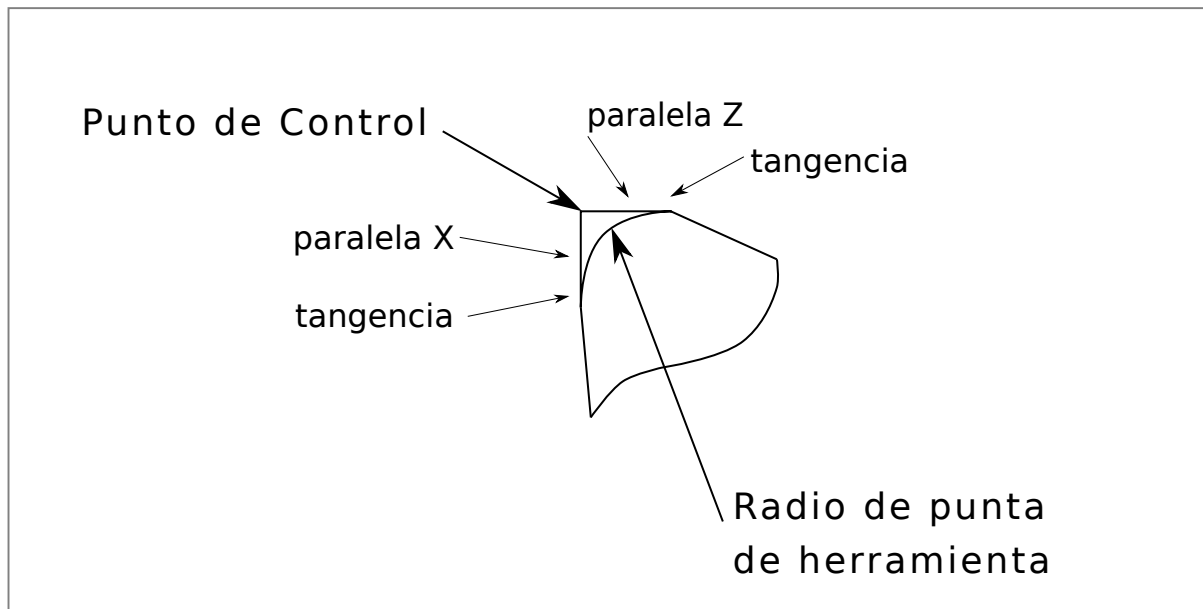 Punto de Control
paralela Z
tangencia
paralela X
tangencia
Radio de punta
de herramienta